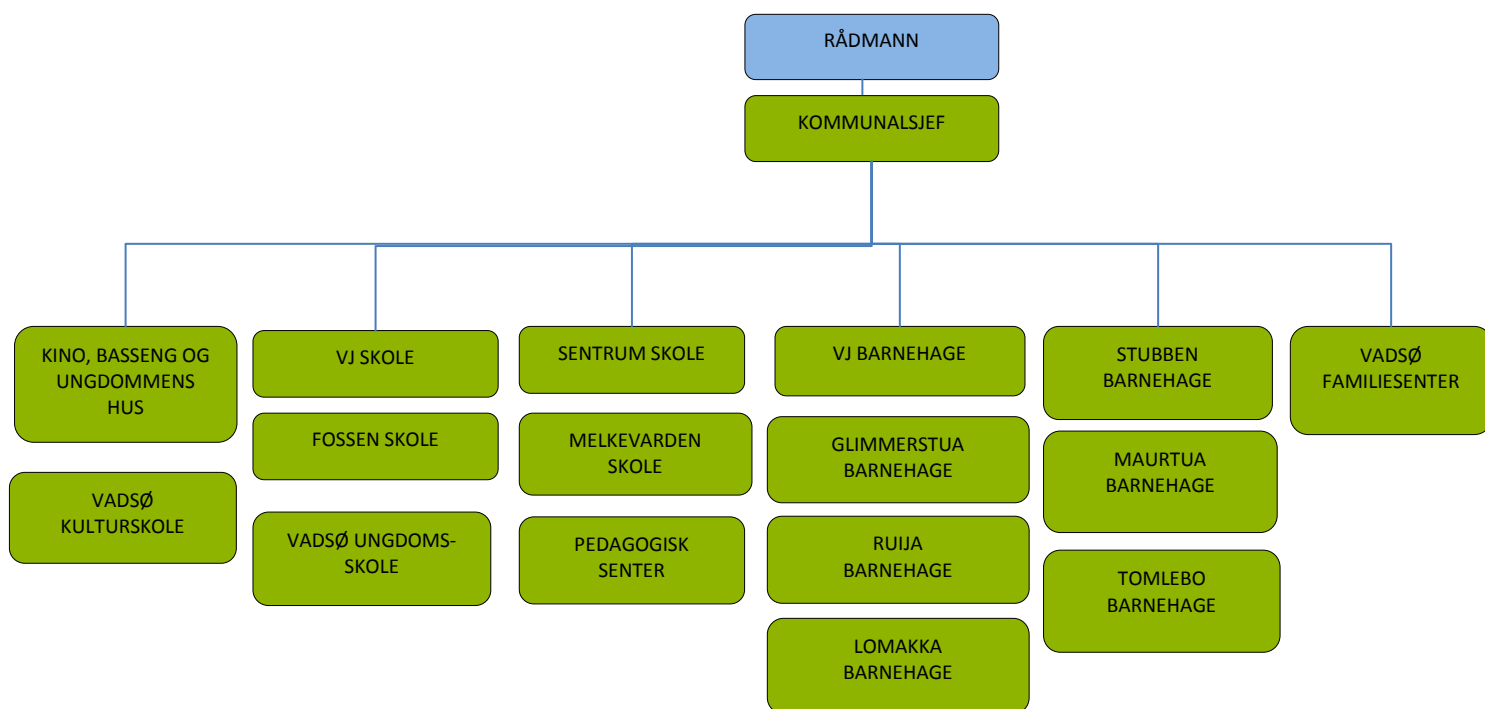 RÅDMANN
KOMMUNALSJEF
KINO, BASSENG OG
UNGDOMMENS
HUS
VADSØ
KULTURSKOLE
VJ SKOLE
FOSSEN SKOLE
VADSØ UNGDOMS-
SKOLE
SENTRUM SKOLE
MELKEVARDEN
SKOLE
PEDAGOGISK
SENTER
VJ BARNEHAGE
GLIMMERSTUA
BARNEHAGE
RUIJA
BARNEHAGE
LOMAKKA
BARNEHAGE
STUBBEN
BARNEHAGE
MAURTUA
BARNEHAGE
TOMLEBO
BARNEHAGE
VADSØ
FAMILIESENTER